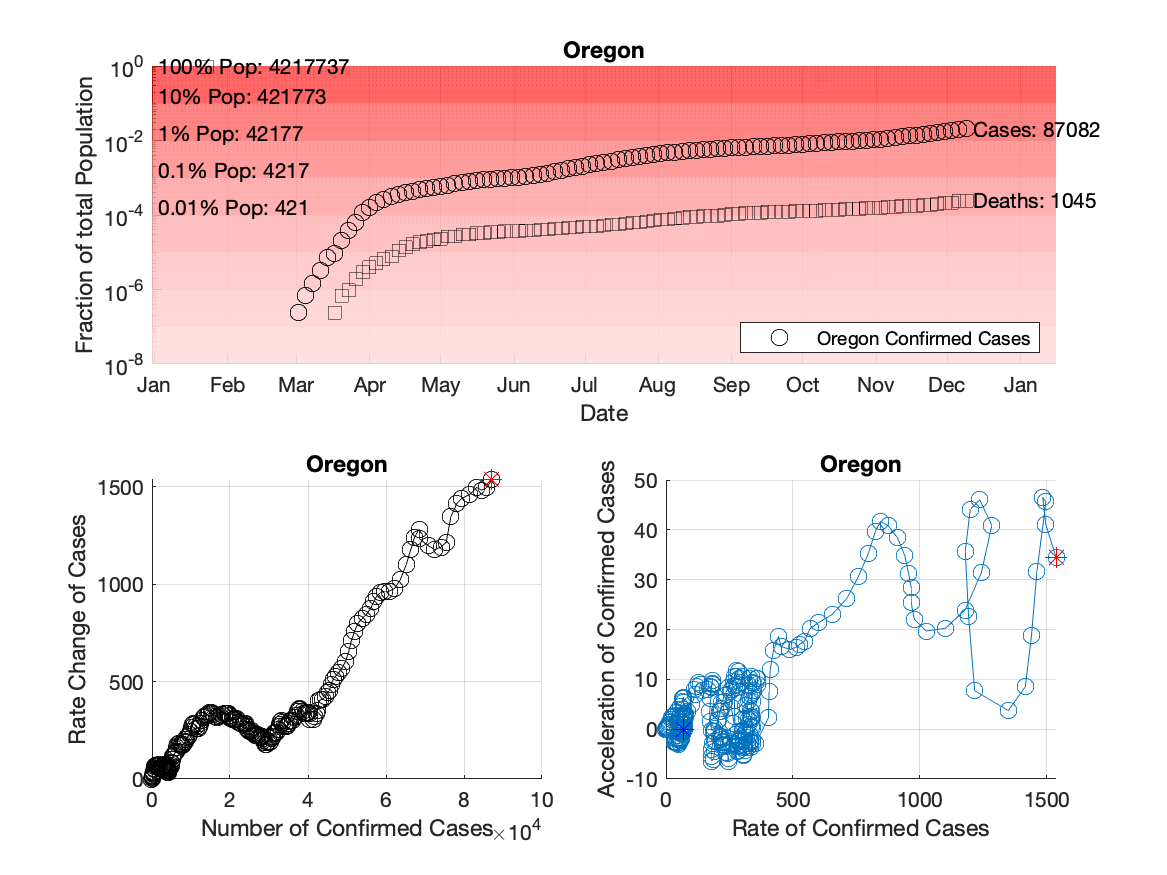 Oregon
Fraction of total Population
10^0
10^-2
10^-4
10^-6
10^-8
100% Pop: 4217737
10% Pop: 421773
1% Pop: 42177
0.1% Pop: 4217
0.01% Pop: 421
Cases: 87082
Deaths: 1045
Oregon Confirmed Cases
Jan Feb Mar Apr May Jun Jul Aug Sep Oct Nov Dec Jan
Date
Oregon
Rate Change of Cases
1500
1000
500
0
0 2 4 6 8 10
Number of Confirmed Cases ×10^4
Oregon
Acceleration of Confirmed Cases
50
40
30
20
10
0
-10
0 500 1000 1500
Rate of Confirmed Cases